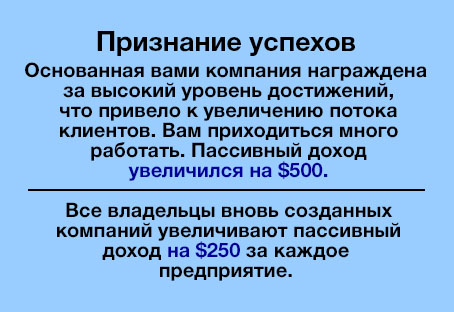 Признание успехов
Основанная вами компания награждена
за высокий уровень достижений,
что привело к увеличению потока
клиентов. Вам приходиться много
работать. Пассивный доход
увеличился на $500.
Все владельцы вновь созданных
компаний увеличивают пассивный
доход на $250 за каждое
предприятие.